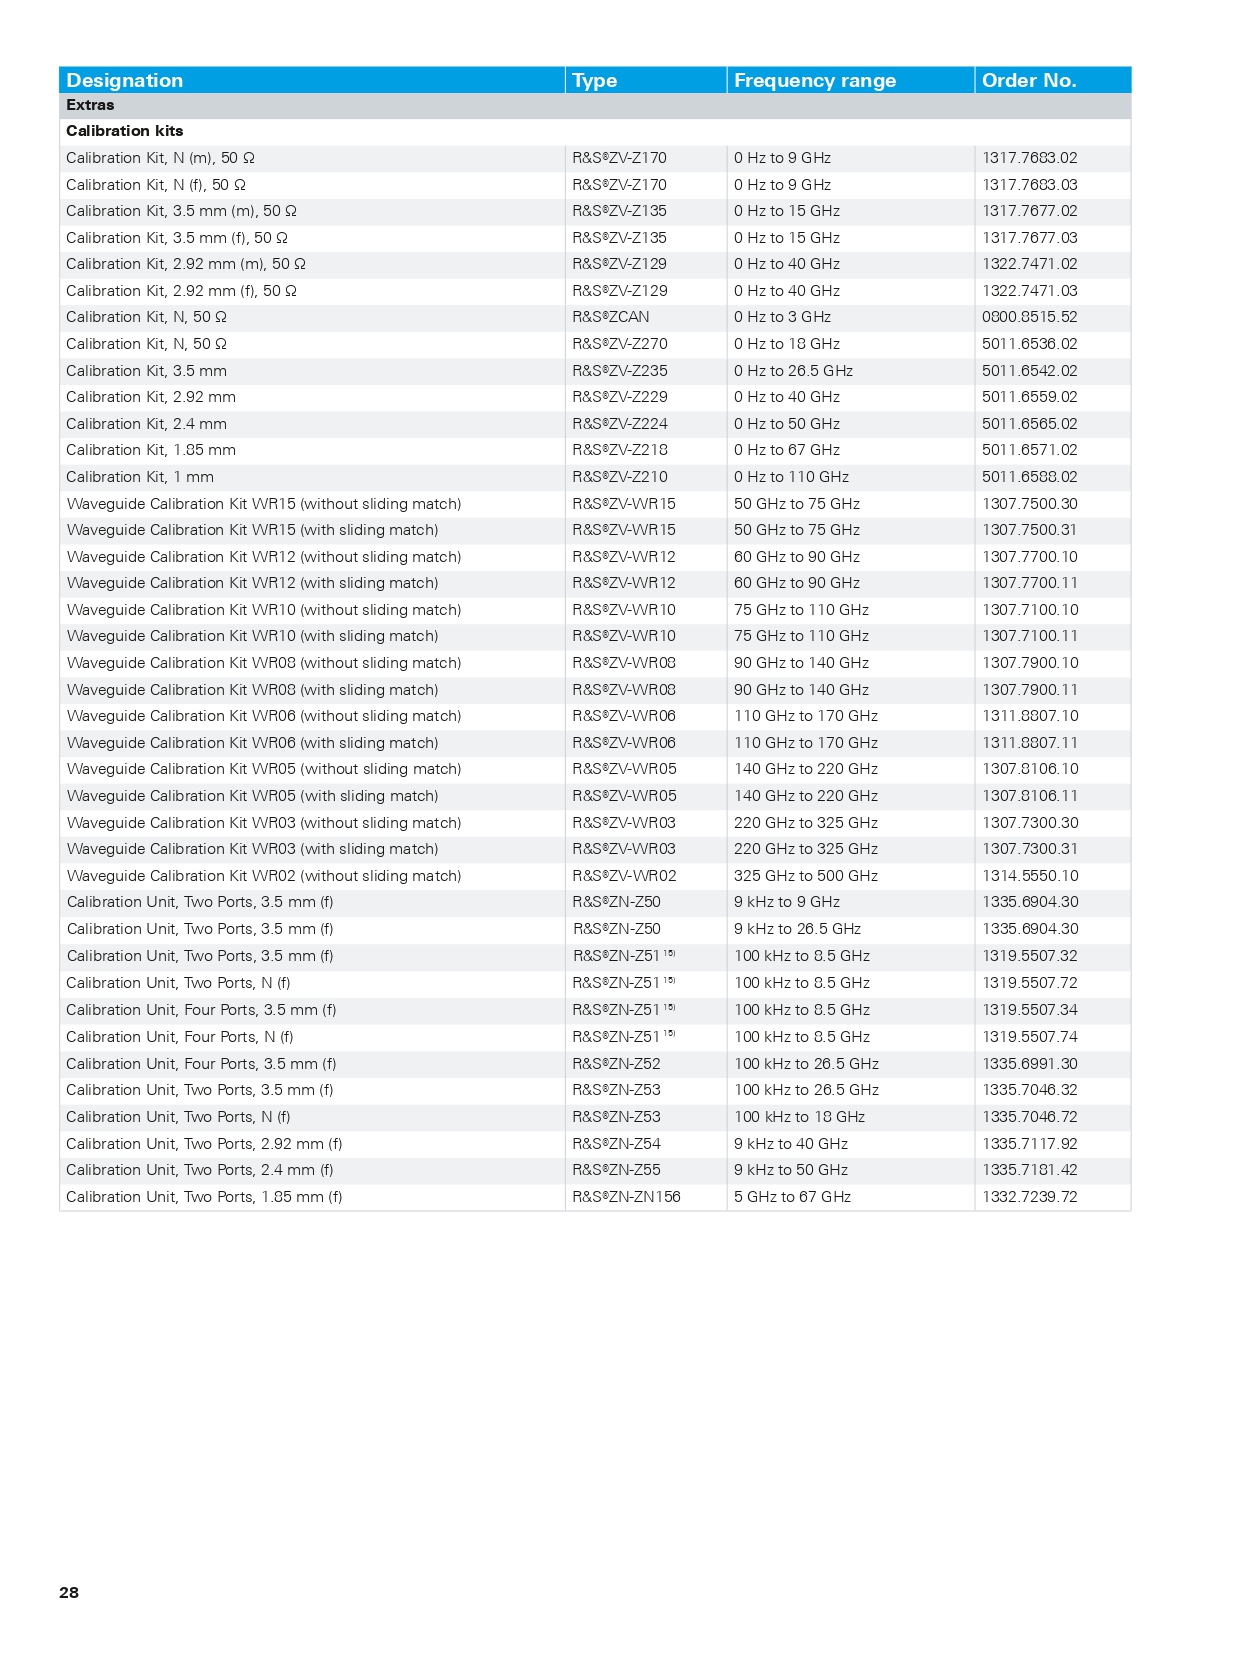 Designation Type Frequency range Order No.
Extras
Calibration kits
Calibration Kit, N (m), 50 Ω R&S®ZV-Z170 0 Hz to 9 GHz 1317.7683.02
Calibration Kit, N (f), 50 Ω R&S®ZV-Z170 0 Hz to 9 GHz 1317.7683.03
Calibration Kit, 3.5 mm (m), 50 Ω R&S®ZV-Z135 0 Hz to 15 GHz 1317.7677.02
Calibration Kit, 3.5 mm (f), 50 Ω R&S®ZV-Z135 0 Hz to 15 GHz 1317.7677.03
Calibration Kit, 2.92 mm (m), 50 Ω R&S®ZV-Z129 0 Hz to 40 GHz 1322.7471.02
Calibration Kit, 2.92 mm (f), 50 Ω R&S®ZV-Z129 0 Hz to 40 GHz 1322.7471.03
Calibration Kit, N, 50 Ω R&S®ZCAN 0 Hz to 3 GHz 0800.8515.52
Calibration Kit, N, 50 Ω R&S®ZV-Z270 0 Hz to 18 GHz 5011.6536.02
Calibration Kit, 3.5 mm R&S®ZV-Z235 0 Hz to 26.5 GHz 5011.6542.02
Calibration Kit, 2.92 mm R&S®ZV-Z229 0 Hz to 40 GHz 5011.6559.02
Calibration Kit, 2.4 mm R&S®ZV-Z224 0 Hz to 50 GHz 5011.6565.02
Calibration Kit, 1.85 mm R&S®ZV-Z218 0 Hz to 67 GHz 5011.6571.02
Calibration Kit, 1 mm R&S®ZV-Z210 0 Hz to 110 GHz 5011.6588.02
Waveguide Calibration Kit WR15 (without sliding match) R&S®ZV-WR15 50 GHz to 75 GHz 1307.7500.30
Waveguide Calibration Kit WR15 (with sliding match) R&S®ZV-WR15 50 GHz to 75 GHz 1307.7500.31
Waveguide Calibration Kit WR12 (without sliding match) R&S®ZV-WR12 60 GHz to 90 GHz 1307.7700.10
Waveguide Calibration Kit WR12 (with sliding match) R&S®ZV-WR12 60 GHz to 90 GHz 1307.7700.11
Waveguide Calibration Kit WR10 (without sliding match) R&S®ZV-WR10 75 GHz to 110 GHz 1307.7100.10
Waveguide Calibration Kit WR10 (with sliding match) R&S®ZV-WR10 75 GHz to 110 GHz 1307.7100.11
Waveguide Calibration Kit WR08 (without sliding match) R&S®ZV-WR08 90 GHz to 140 GHz 1307.7900.10
Waveguide Calibration Kit WR08 (with sliding match) R&S®ZV-WR08 90 GHz to 140 GHz 1307.7900.11
Waveguide Calibration Kit WR06 (without sliding match) R&S®ZV-WR06 110 GHz to 170 GHz 1311.8807.10
Waveguide Calibration Kit WR06 (with sliding match) R&S®ZV-WR06 110 GHz to 170 GHz 1311.8807.11
Waveguide Calibration Kit WR05 (without sliding match) R&S®ZV-WR05 140 GHz to 220 GHz 1307.8106.10
Waveguide Calibration Kit WR05 (with sliding match) R&S®ZV-WR05 140 GHz to 220 GHz 1307.8106.11
Waveguide Calibration Kit WR03 (without sliding match) R&S®ZV-WR03 220 GHz to 325 GHz 1307.7300.30
Waveguide Calibration Kit WR03 (with sliding match) R&S®ZV-WR03 220 GHz to 325 GHz 1307.7300.31
Waveguide Calibration Kit WR02 (without sliding match) R&S®ZV-WR02 325 GHz to 500 GHz 1314.5550.10
Calibration Unit, Two Ports, 3.5 mm (f) R&S®ZN-Z50 9 kHz to 9 GHz 1335.6904.30
Calibration Unit, Two Ports, 3.5 mm (f) R&S®ZN-Z50 9 kHz to 26.5 GHz 1335.6904.30
Calibration Unit, Two Ports, 3.5 mm (f) R&S®ZN-Z51 15) 100 kHz to 8.5 GHz 1319.5507.32
Calibration Unit, Two Ports, N (f) R&S®ZN-Z51 15) 100 kHz to 8.5 GHz 1319.5507.72
Calibration Unit, Four Ports, 3.5 mm (f) R&S®ZN-Z51 15) 100 kHz to 8.5 GHz 1319.5507.34
Calibration Unit, Four Ports, N (f) R&S®ZN-Z51 15) 100 kHz to 8.5 GHz 1319.5507.74
Calibration Unit, Four Ports, 3.5 mm (f) R&S®ZN-Z52 100 kHz to 26.5 GHz 1335.6991.30
Calibration Unit, Two Ports, 3.5 mm (f) R&S®ZN-Z53 100 kHz to 26.5 GHz 1335.7046.32
Calibration Unit, Two Ports, N (f) R&S®ZN-Z53 100 kHz to 18 GHz 1335.7046.72
Calibration Unit, Two Ports, 2.92 mm (f) R&S®ZN-Z54 9 kHz to 40 GHz 1335.7117.92
Calibration Unit, Two Ports, 2.4 mm (f) R&S®ZN-Z55 9 kHz to 50 GHz 1335.7181.42
Calibration Unit, Two Ports, 1.85 mm (f) R&S®ZN-ZN156 5 GHz to 67 GHz 1332.7239.72
28